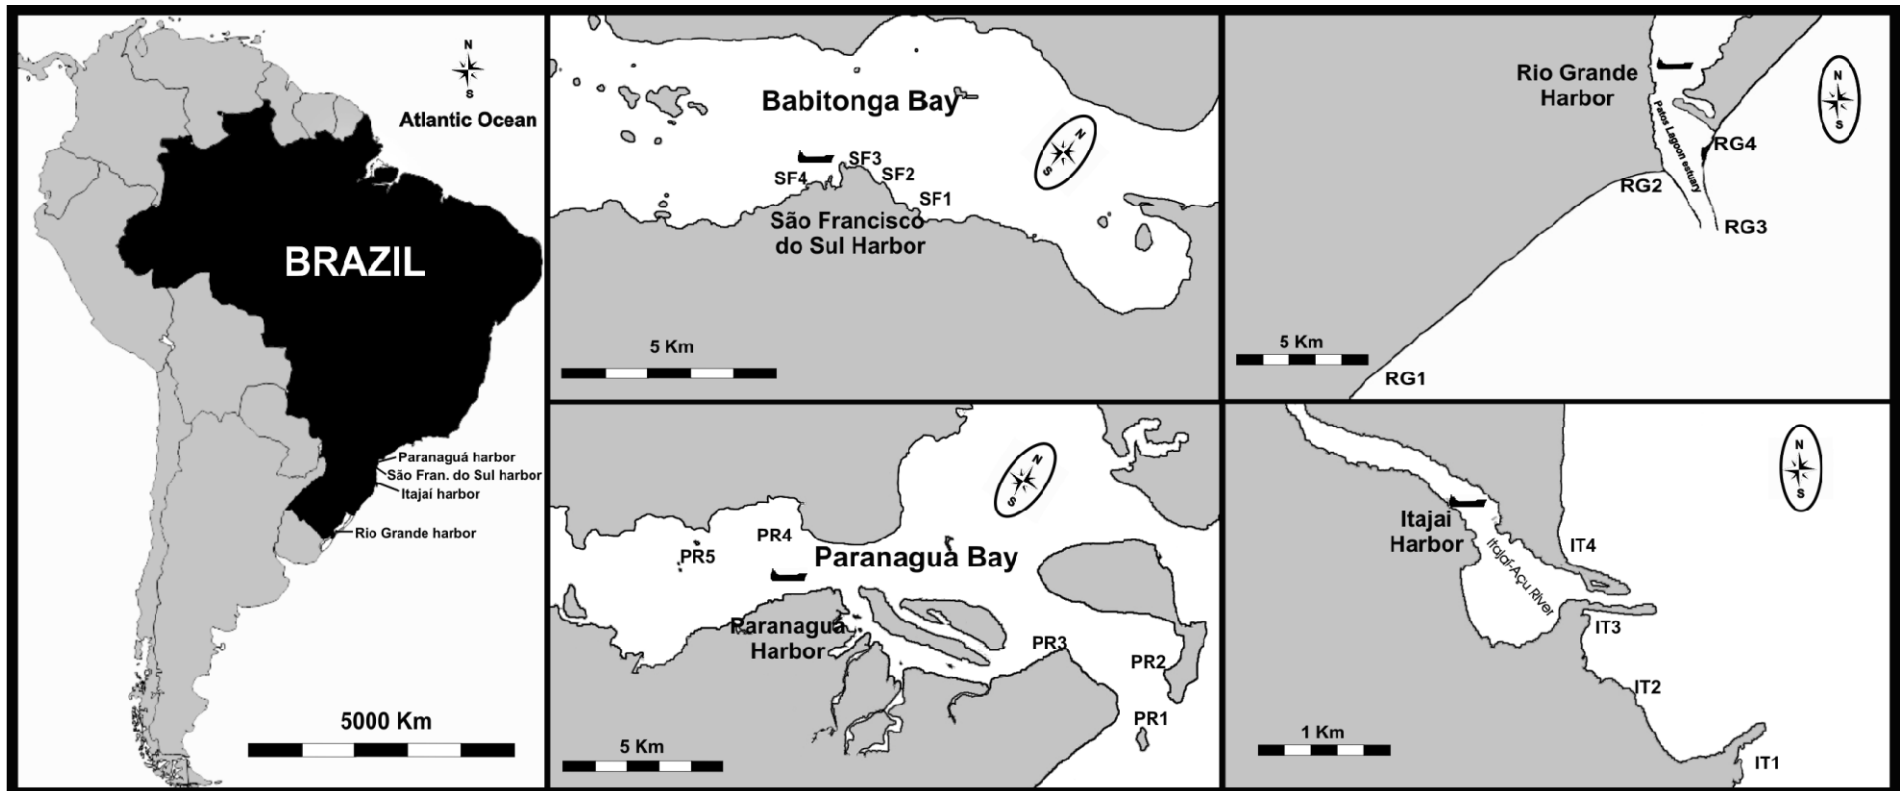 N
S
Atlantic Ocean
BRAZIL
Paranaguá harbor
São Fran. do Sul harbor
Itajaí harbor
Rio Grande harbor
5000 Km
Babitonga Bay
N
S
SF3
SF4
SF2
SF1
São Francisco
do Sul Harbor
5 Km
Rio Grande
Harbor
N
S
Patos Lagoon estuary
RG4
RG2
RG3
5 Km
RG1
N
S
PR4
PR5
Paranaguá Bay
Paranaguá
Harbor
PR3
PR2
PR1
5 Km
N
S
Itajai
Harbor
Itajaí-Açu River
IT4
IT3
IT2
1 Km
IT1